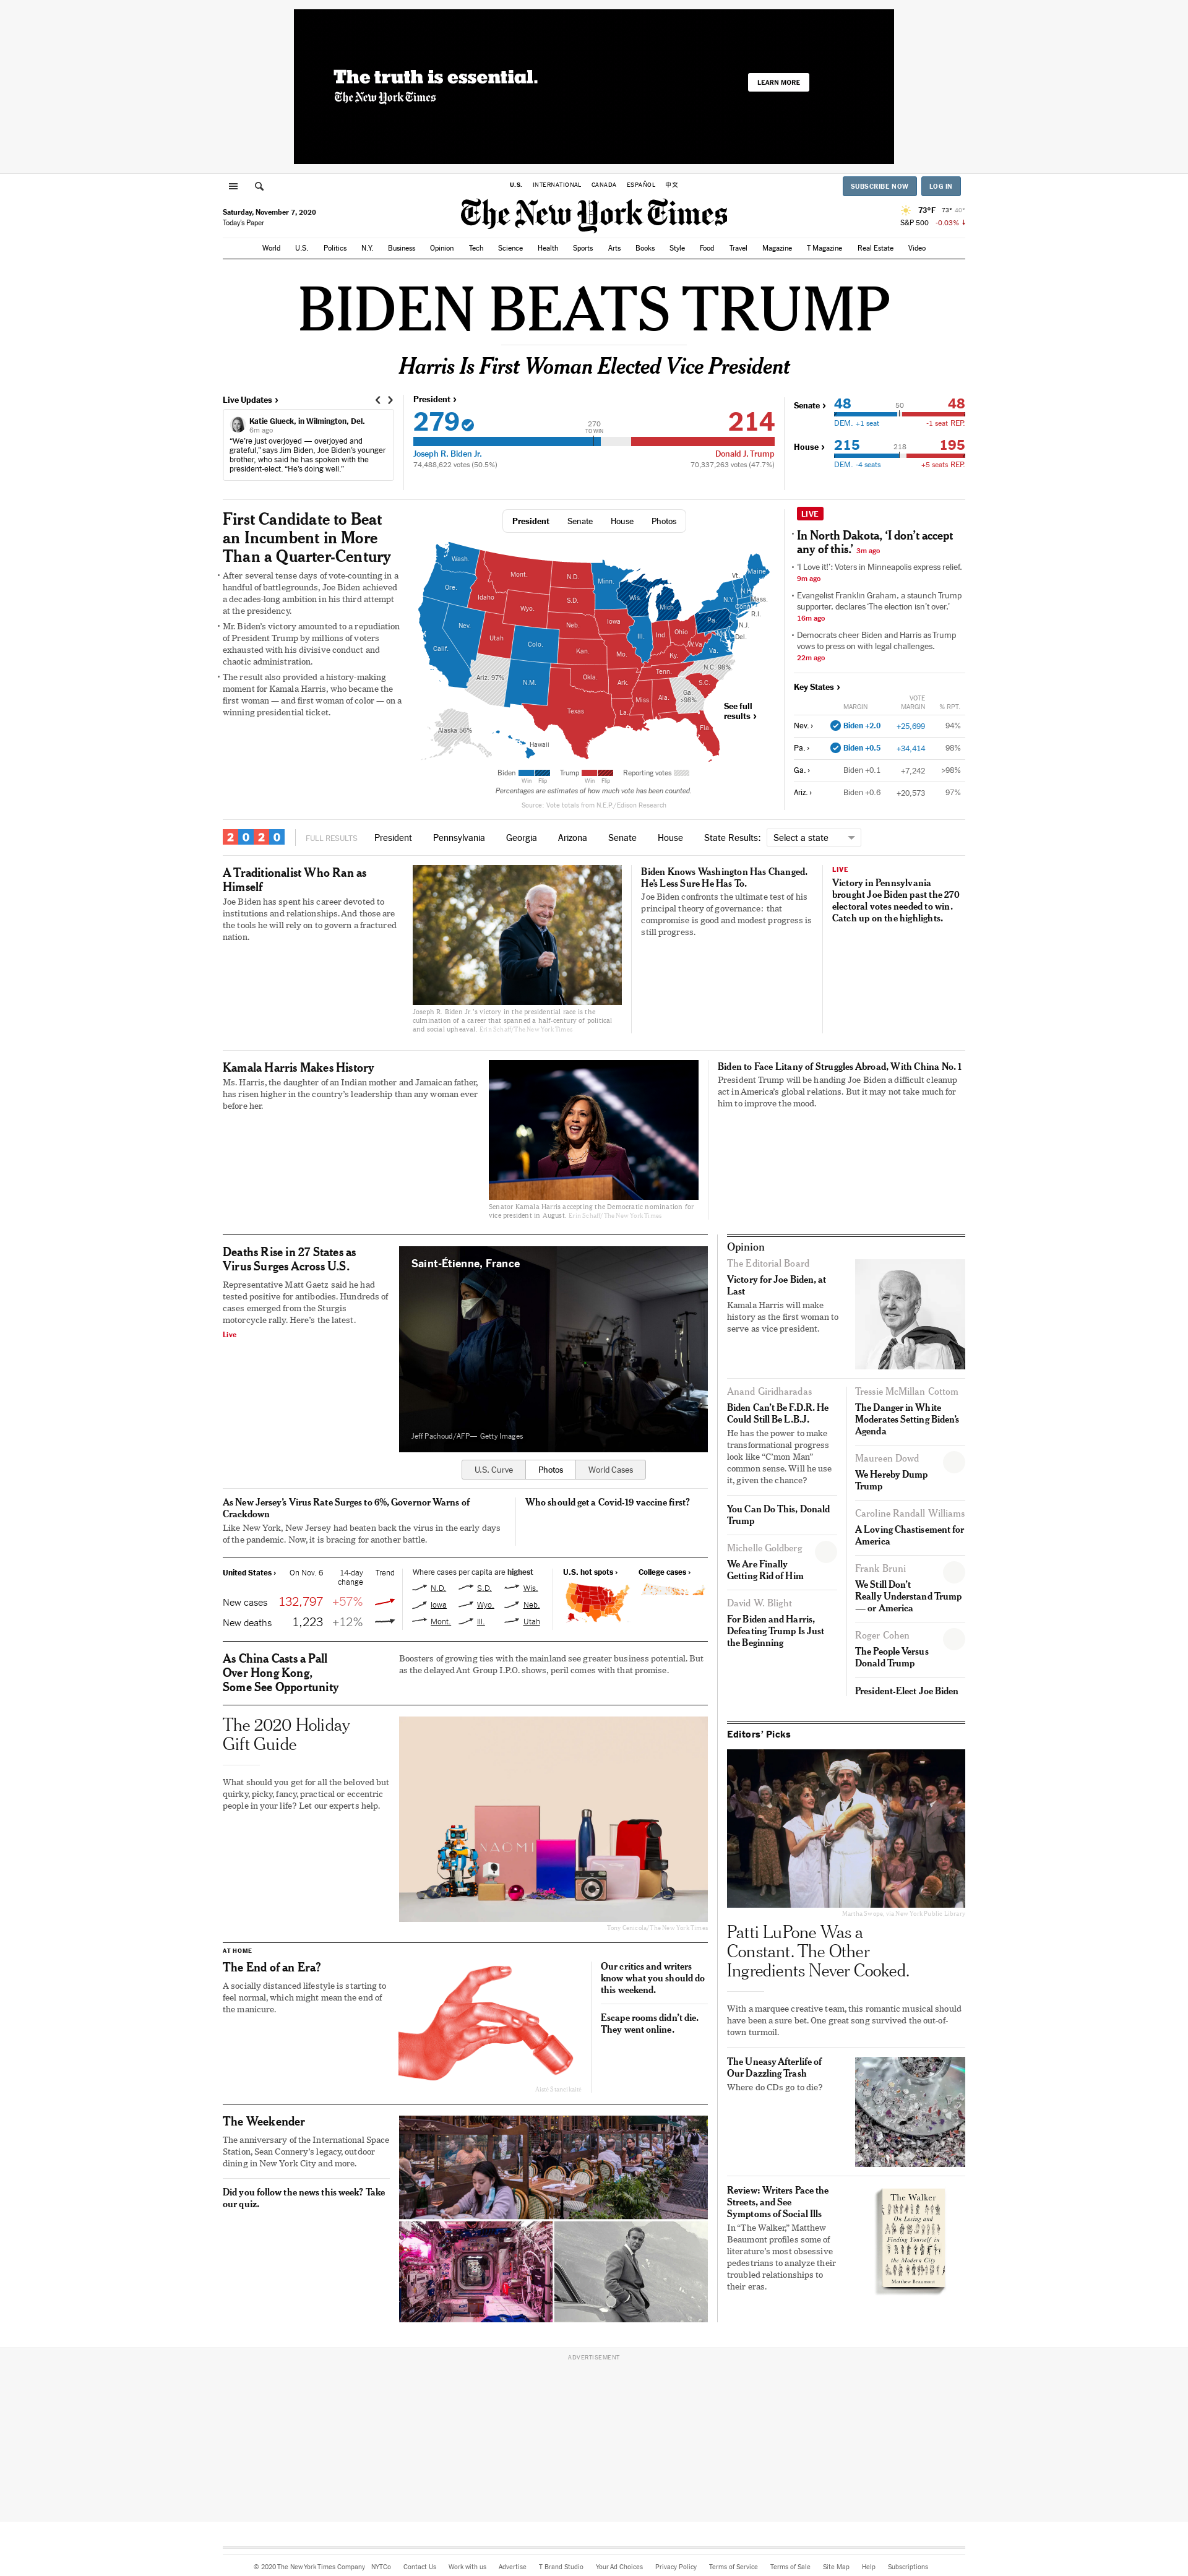 The truth is essential.
The New York Times
LEARN MORE
U.S. INTERNATIONAL CANADA ESPAÑOL 中文
SUBSCRIBE NOW LOG IN
Saturday, November 7, 2020
Today's Paper
The New York Times
73°F 73° 40°
S&P 500 -0.03% ↓
World U.S. Politics N.Y. Business Opinion Tech Science Health Sports Arts Books Style Food Travel Magazine T Magazine Real Estate Video
BIDEN BEATS TRUMP
Harris Is First Woman Elected Vice President
Live Updates ›
Katie Glueck, in Wilmington, Del.
6m ago
“We’re just overjoyed — overjoyed and
grateful,” says Jim Biden, Joe Biden’s younger
brother, who said he has spoken with the
president-elect. “He’s doing well.”
President ›
279 214
270
TO WIN
Joseph R. Biden Jr. Donald J. Trump
74,488,622 votes (50.5%) 70,337,263 votes (47.7%)
Senate › 48 50 48
DEM. +1 seat -1 seat REP.
House › 215 218 195
DEM. -4 seats +5 seats REP.
First Candidate to Beat
an Incumbent in More
Than a Quarter-Century
• After several tense days of vote-counting in a
handful of battlegrounds, Joe Biden achieved
a decades-long ambition in his third attempt
at the presidency.
• Mr. Biden’s victory amounted to a repudiation
of President Trump by millions of voters
exhausted with his divisive conduct and
chaotic administration.
• The result also provided a history-making
moment for Kamala Harris, who became the
first woman — and first woman of color — on a
winning presidential ticket.
President Senate House Photos
Wash.
Mont.
N.D.
Minn.
Vt.
Maine
Ore.
Idaho
S.D.
Wis.
Mich.
N.Y.
N.H.
Mass.
Conn.
R.I.
Wyo.
Nev.
Neb.
Iowa
Pa.
N.J.
Utah
Colo.
Ill.
Ind.
Ohio
W.Va.
Md.
Del.
Calif.
Kan.
Mo.
Ky.
Va.
Ariz. 97%
N.M.
Okla.
Ark.
Tenn.
N.C. 98%
S.C.
Texas
La.
Miss.
Ala.
Ga.
>98%
Fla.
Alaska 56%
Hawaii
See full
results ›
Biden Trump Reporting votes
Win Flip Win Flip
Percentages are estimates of how much vote has been counted.
Source: Vote totals from N.E.P./Edison Research
LIVE
• In North Dakota, ‘I don’t accept
any of this.’ 3m ago
• ‘I Love it!’: Voters in Minneapolis express relief.
9m ago
• Evangelist Franklin Graham, a staunch Trump
supporter, declares ‘The election isn’t over.’
16m ago
• Democrats cheer Biden and Harris as Trump
vows to press on with legal challenges.
22m ago
Key States ›
MARGIN VOTE MARGIN % RPT.
Nev. › Biden +2.0 +25,699 94%
Pa. › Biden +0.5 +34,414 98%
Ga. › Biden +0.1 +7,242 >98%
Ariz. › Biden +0.6 +20,573 97%
2020 FULL RESULTS President Pennsylvania Georgia Arizona Senate House State Results: Select a state
A Traditionalist Who Ran as
Himself
Joe Biden has spent his career devoted to
institutions and relationships. And those are
the tools he will rely on to govern a fractured
nation.
Joseph R. Biden Jr.’s victory in the presidential race is the
culmination of a career that spanned a half-century of political
and social upheaval. Erin Schaff/The New York Times
Biden Knows Washington Has Changed.
He’s Less Sure He Has To.
Joe Biden confronts the ultimate test of his
principal theory of governance: that
compromise is good and modest progress is
still progress.
LIVE
Victory in Pennsylvania
brought Joe Biden past the 270
electoral votes needed to win.
Catch up on the highlights.
Kamala Harris Makes History
Ms. Harris, the daughter of an Indian mother and Jamaican father,
has risen higher in the country’s leadership than any woman ever
before her.
Senator Kamala Harris accepting the Democratic nomination for
vice president in August. Erin Schaff/The New York Times
Biden to Face Litany of Struggles Abroad, With China No. 1
President Trump will be handing Joe Biden a difficult cleanup
act in America’s global relations. But it may not take much for
him to improve the mood.
Deaths Rise in 27 States as
Virus Surges Across U.S.
Representative Matt Gaetz said he had
tested positive for antibodies. Hundreds of
cases emerged from the Sturgis
motorcycle rally. Here’s the latest.
Live
Saint-Étienne, France
Jeff Pachoud/AFP— Getty Images
U.S. Curve Photos World Cases
As New Jersey’s Virus Rate Surges to 6%, Governor Warns of
Crackdown
Like New York, New Jersey had beaten back the virus in the early days
of the pandemic. Now, it is bracing for another battle.
Who should get a Covid-19 vaccine first?
United States › On Nov. 6 14-day change Trend
New cases 132,797 +57%
New deaths 1,223 +12%
Where cases per capita are highest
N.D. S.D. Wis.
Iowa Wyo. Neb.
Mont. Ill. Utah
U.S. hot spots › College cases ›
As China Casts a Pall
Over Hong Kong,
Some See Opportunity
Boosters of growing ties with the mainland see greater business potential. But
as the delayed Ant Group I.P.O. shows, peril comes with that promise.
The 2020 Holiday
Gift Guide
What should you get for all the beloved but
quirky, picky, fancy, practical or eccentric
people in your life? Let our experts help.
NAOMI
Tony Cenicola/The New York Times
AT HOME
The End of an Era?
A socially distanced lifestyle is starting to
feel normal, which might mean the end of
the manicure.
Our critics and writers
know what you should do
this weekend.
Escape rooms didn’t die.
They went online.
The Weekender
The anniversary of the International Space
Station, Sean Connery’s legacy, outdoor
dining in New York City and more.
Did you follow the news this week? Take
our quiz.
Opinion
The Editorial Board
Victory for Joe Biden, at
Last
Kamala Harris will make
history as the first woman to
serve as vice president.
Anand Giridharadas
Biden Can’t Be F.D.R. He
Could Still Be L.B.J.
He has the power to make
transformational progress
look like “C’mon Man”
common sense. Will he use
it, given the chance?
You Can Do This, Donald
Trump
Michelle Goldberg
We Are Finally
Getting Rid of Him
David W. Blight
For Biden and Harris,
Defeating Trump Is Just
the Beginning
Tressie McMillan Cottom
The Danger in White
Moderates Setting Biden’s
Agenda
Maureen Dowd
We Hereby Dump
Trump
Caroline Randall Williams
A Loving Chastisement for
America
Frank Bruni
We Still Don’t
Really Understand Trump
— or America
Roger Cohen
The People Versus
Donald Trump
President-Elect Joe Biden
Editors’ Picks
Martha Swope, via New York Public Library
Patti LuPone Was a
Constant. The Other
Ingredients Never Cooked.
With a marquee creative team, this romantic musical should
have been a sure bet. One great song survived the out-of-
town turmoil.
The Uneasy Afterlife of
Our Dazzling Trash
Where do CDs go to die?
Review: Writers Pace the
Streets, and See
Symptoms of Social Ills
In “The Walker,” Matthew
Beaumont profiles some of
literature’s most obsessive
pedestrians to analyze their
troubled relationships to
their eras.
The Walker
On Losing and
Finding Yourself in
the Modern City
Matthew Beaumont
ADVERTISEMENT
© 2020 The New York Times Company NYTCo Contact Us Work with us Advertise T Brand Studio Your Ad Choices Privacy Policy Terms of Service Terms of Sale Site Map Help Subscriptions